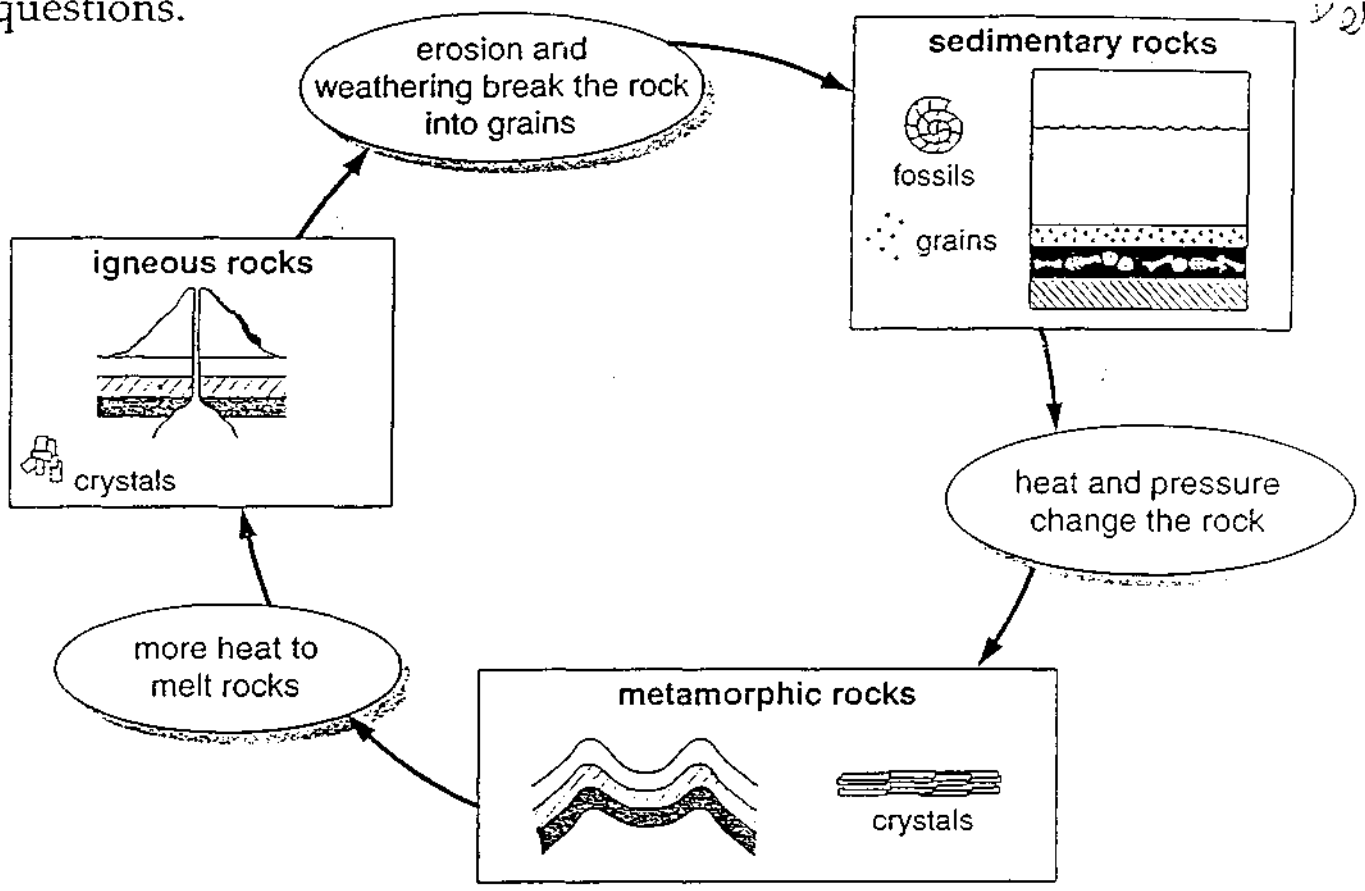 questions.
erosion and
weathering break the rock
into grains
sedimentary rocks
fossils
grains
igneous rocks
crystals
heat and pressure
change the rock
more heat to
melt rocks
metamorphic rocks
crystals